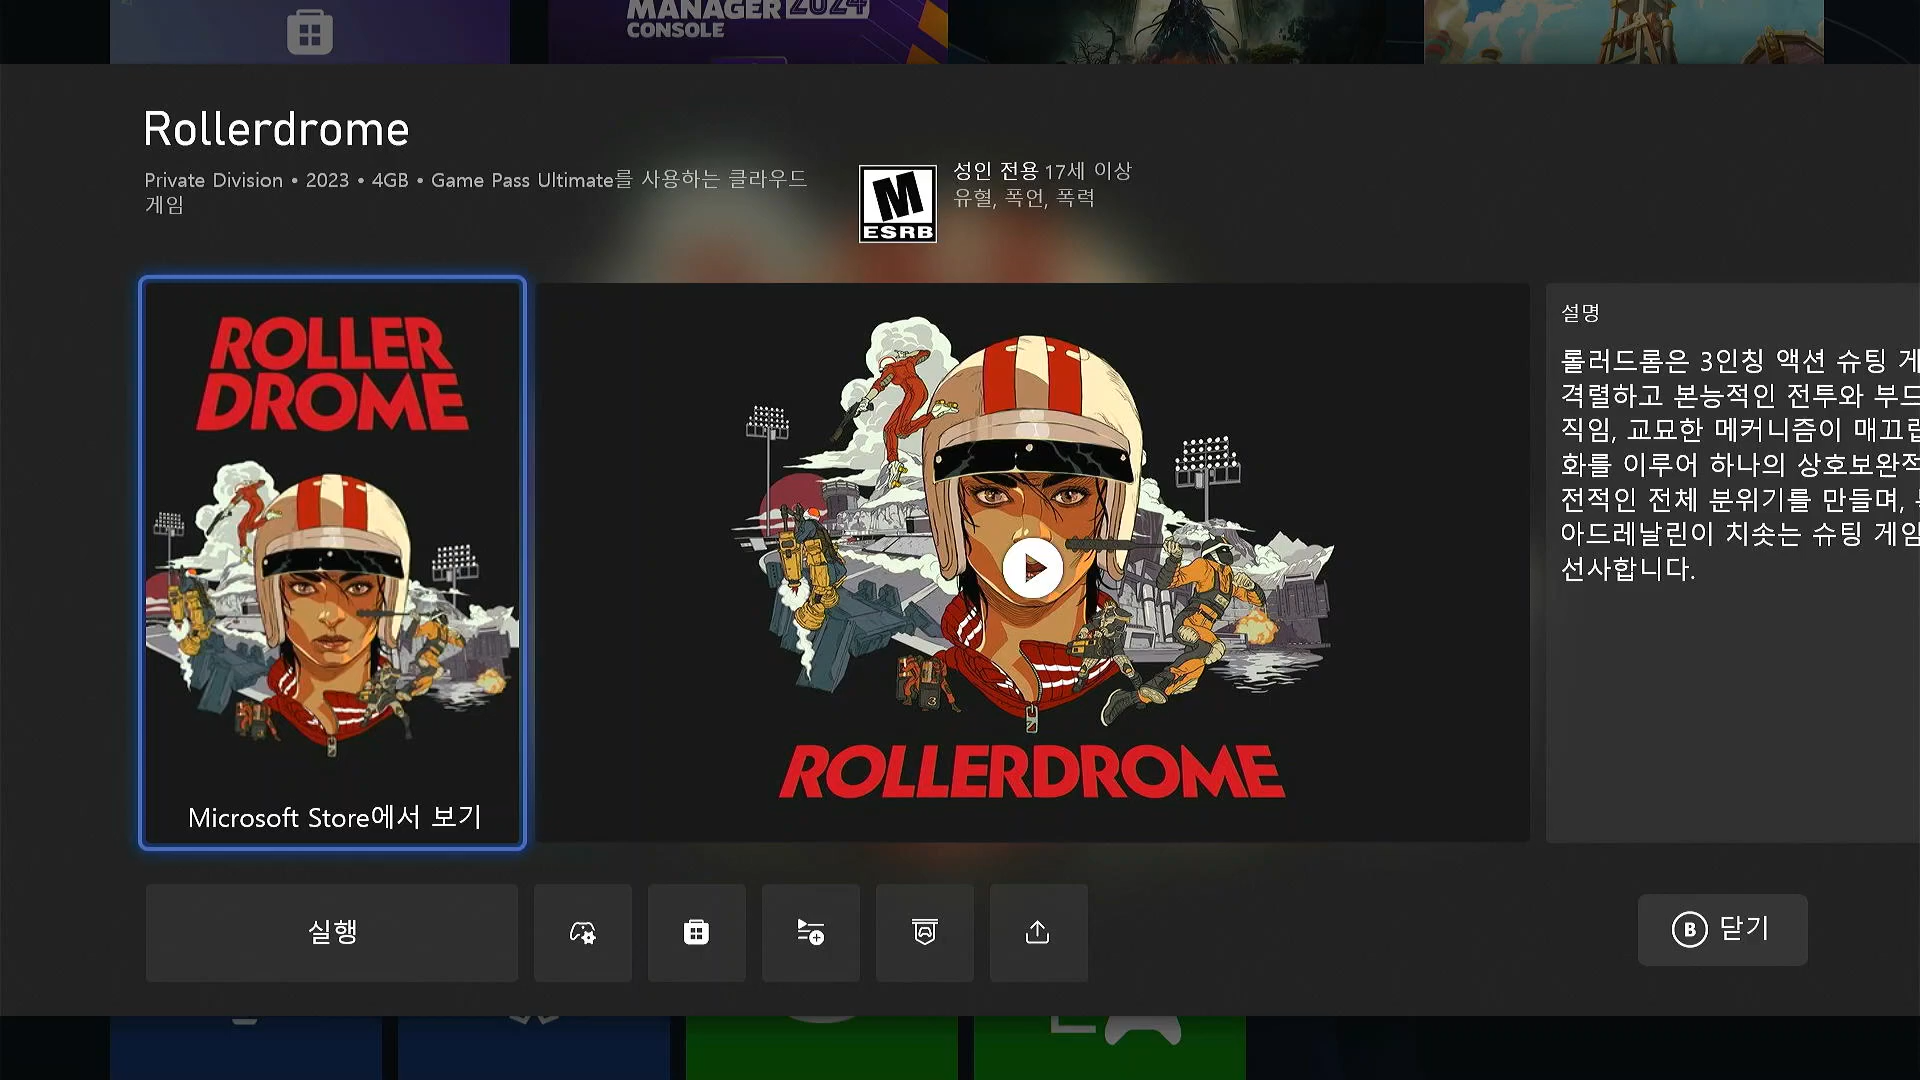 MANAGER 2024
CONSOLE
Rollerdrome
Private Division • 2023 • 4GB • Game Pass Ultimate를 사용하는 클라우드
게임
M
ESRB
성인 전용 17세 이상
유혈, 폭언, 폭력
ROLLER
DROME
Microsoft Store에서 보기
ROLLERDROME
설명
롤러드롬은 3인칭 액션 슈팅
격렬하고 본능적인 전투와
직임, 교묘한 메커니즘이
화를 이루어 하나의
전적인 전체 분위기를 만들며,
아드레날린이 치솟는 슈팅
선사합니다.
실행
B 닫기